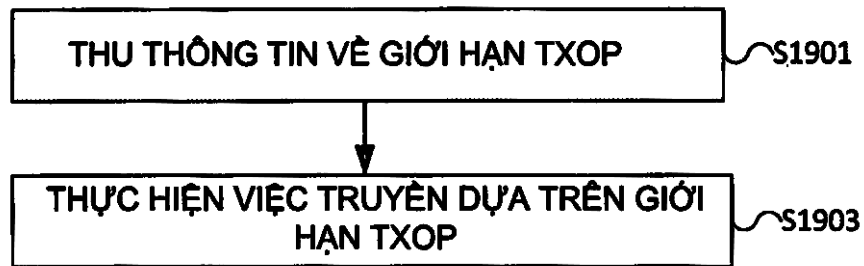 THU THÔNG TIN VỀ GIỚI HẠN TXOP
S1901
THỰC HIỆN VIỆC TRUYỀN DỰA TRÊN GIỚI
HẠN TXOP
S1903